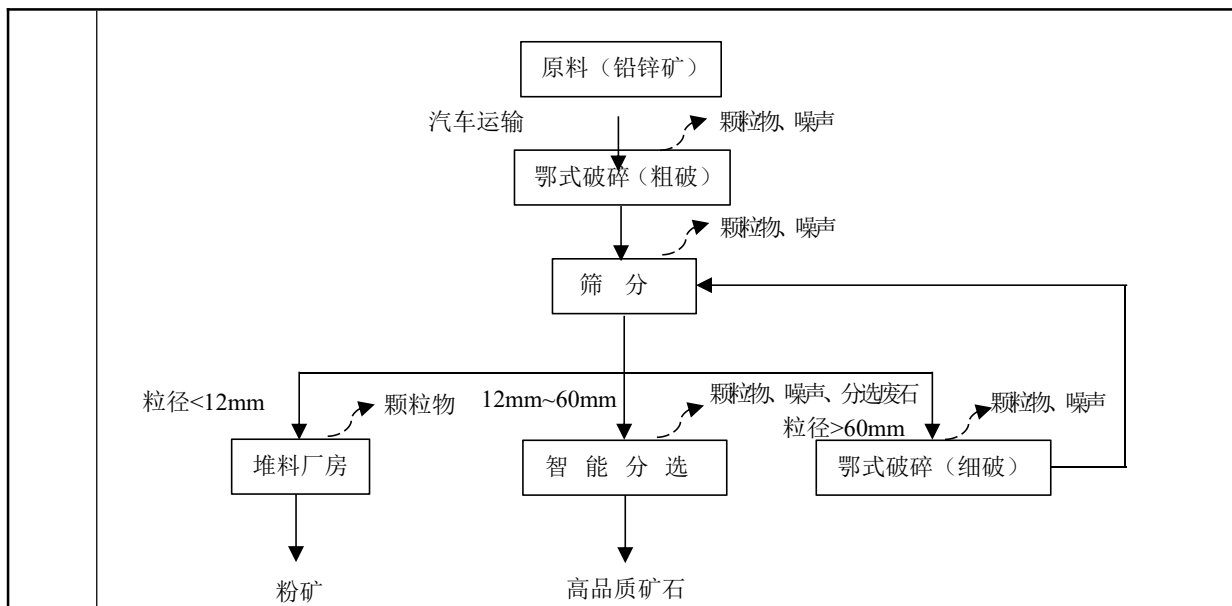 原料（铅锌矿）
汽车运输
颗粒物、噪声
鄂式破碎（粗破）
颗粒物、噪声
筛 分
粒径<12mm
颗粒物
12mm~60mm
颗粒物、噪声、分选废石
粒径>60mm
颗粒物、噪声
堆料厂房
智 能 分 选
鄂式破碎（细破）
粉矿
高品质矿石